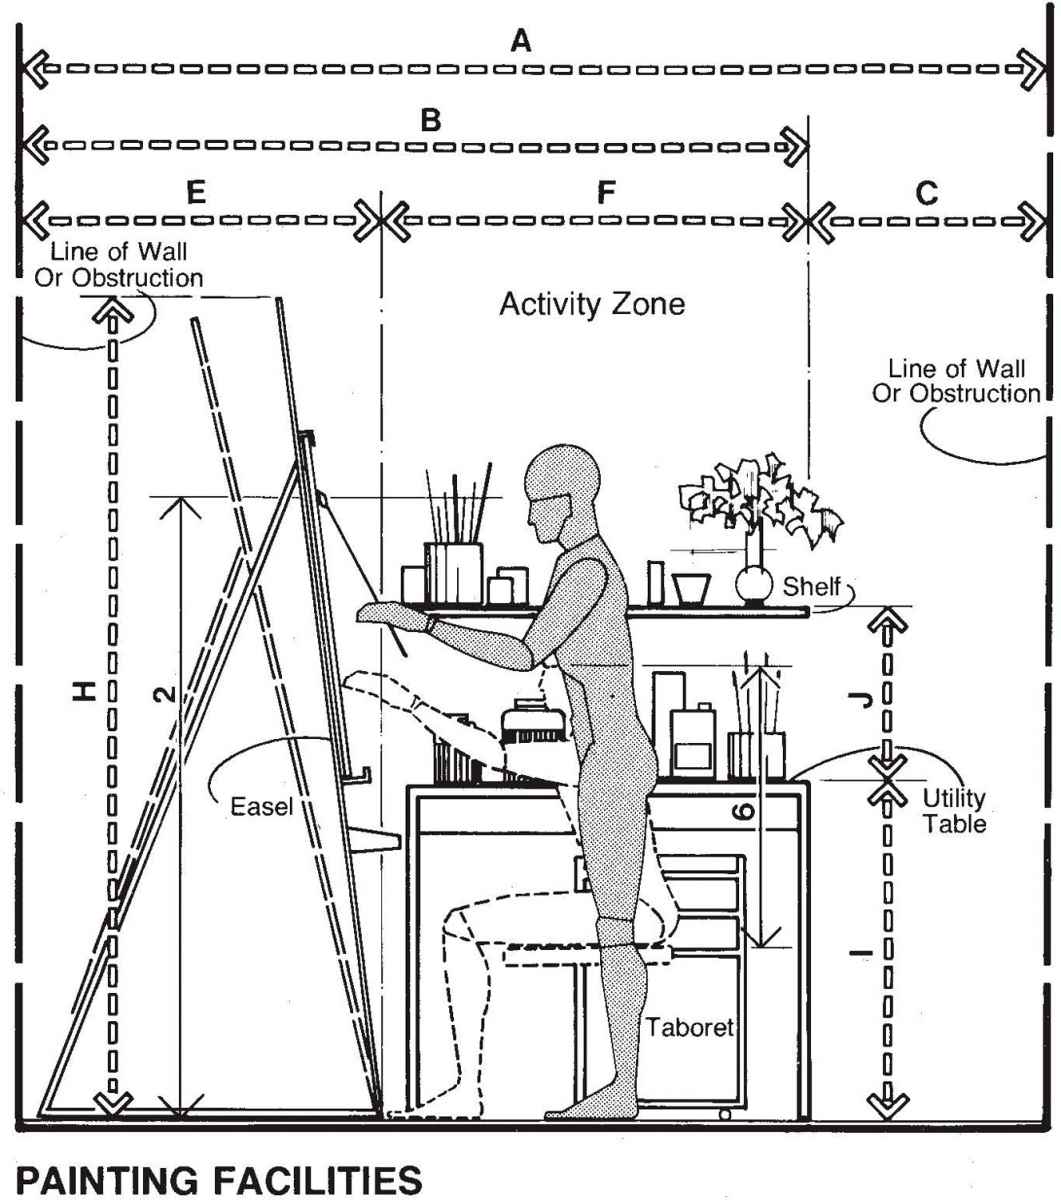 A
B
E
F
C
Line of Wall
Or Obstruction
Activity Zone
Line of Wall
Or Obstruction
Shelf
H
2
J
Easel
6
Utility
Table
I
Taboret
PAINTING FACILITIES